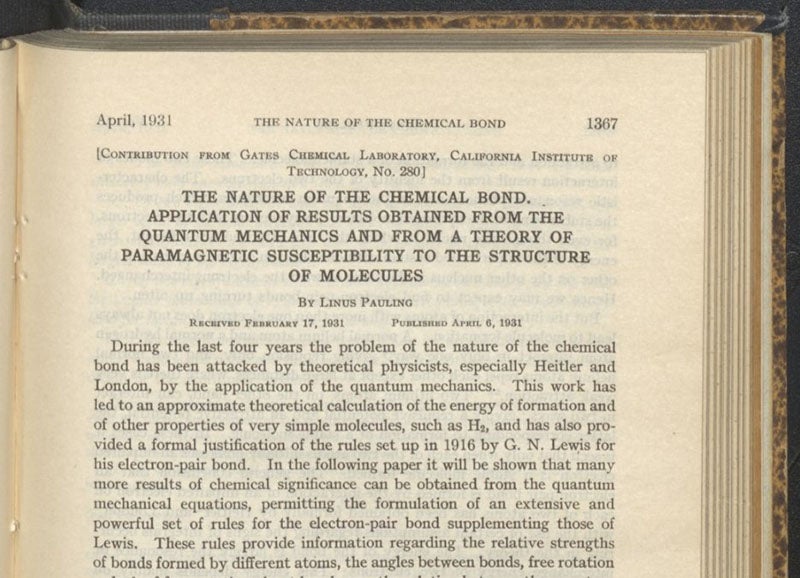 April, 1931 THE NATURE OF THE CHEMICAL BOND 1367
[CONTRIBUTION FROM GATES CHEMICAL LABORATORY, CALIFORNIA INSTITUTE OF
TECHNOLOGY, NO. 280]
THE NATURE OF THE CHEMICAL BOND.
APPLICATION OF RESULTS OBTAINED FROM THE
QUANTUM MECHANICS AND FROM A THEORY OF
PARAMAGNETIC SUSCEPTIBILITY TO THE STRUCTURE
OF MOLECULES
BY LINUS PAULING
RECEIVED FEBRUARY 17, 1931 PUBLISHED APRIL 6, 1931
During the last four years the problem of the nature of the chemical
bond has been attacked by theoretical physicists, especially Heitler and
London, by the application of the quantum mechanics. This work has
led to an approximate theoretical calculation of the energy of formation and
of other properties of very simple molecules, such as H₂, and has also pro-
vided a formal justification of the rules set up in 1916 by G. N. Lewis for
his electron-pair bond. In the following paper it will be shown that many
more results of chemical significance can be obtained from the quantum
mechanical equations, permitting the formulation of an extensive and
powerful set of rules for the electron-pair bond supplementing those of
Lewis. These rules provide information regarding the relative strengths
of bonds formed by different atoms, the angles between bonds, free rotation